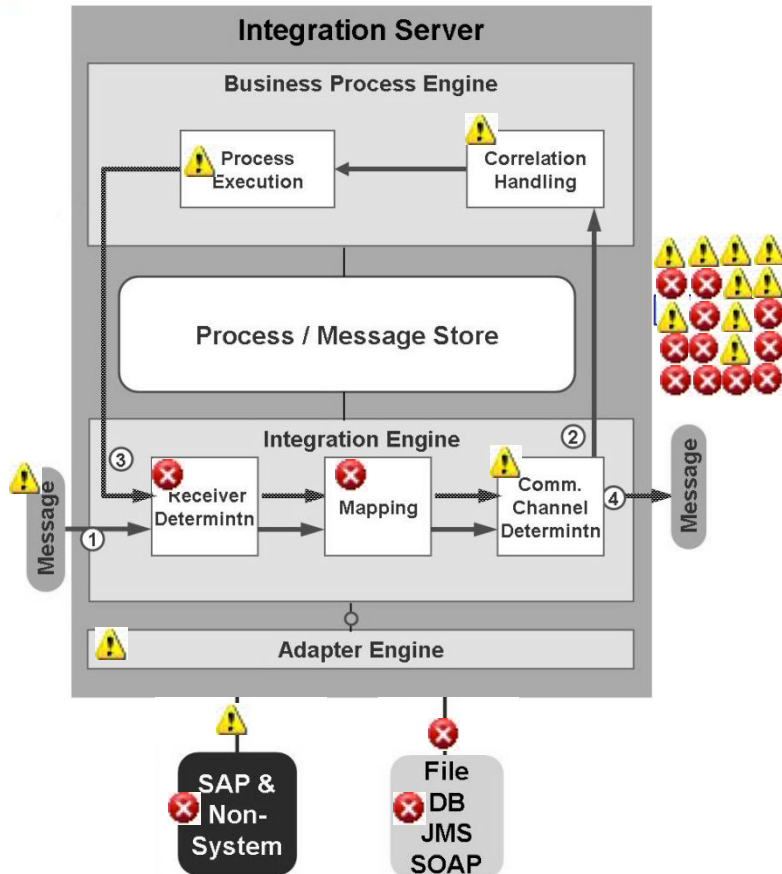 Integration Server
Business Process Engine
Process
Execution
Correlation
Handling
Process / Message Store
Integration Engine
2
3
Receiver
Determintn
Mapping
Comm.
Channel
Determintn
4
Message
1
Message
Adapter Engine
SAP &
Non-
System
File
DB
JMS
SOAP